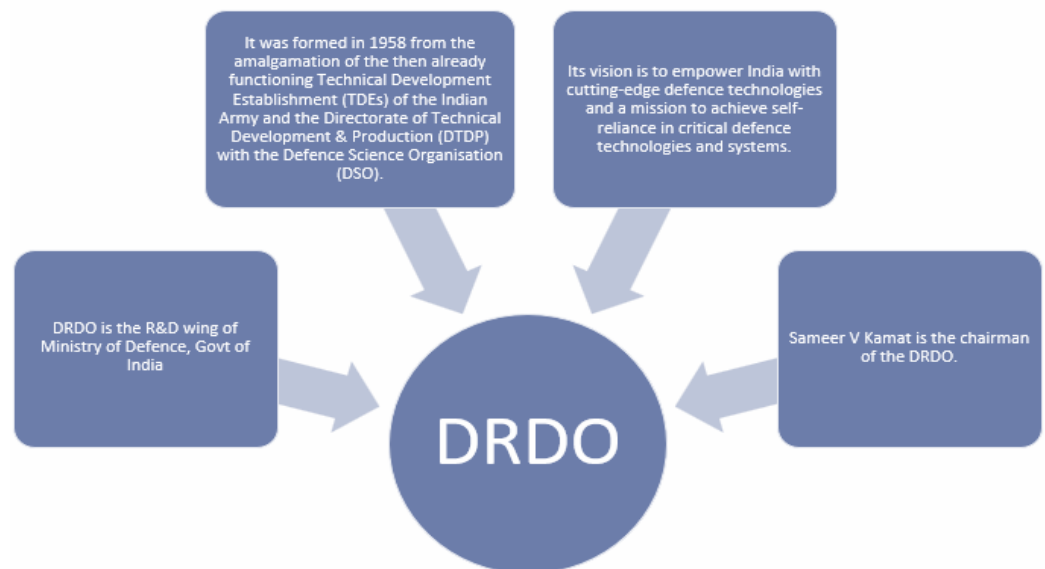 It was formed in 1958 from the
amalgamation of the then already
functioning Technical Development
Establishment (TDEs) of the Indian
Army and the Directorate of Technical
Development & Production (DTDP)
with the Defence Science Organisation
(DSO).
Its vision is to empower India with
cutting-edge defence technologies
and a mission to achieve self-
reliance in critical defence
technologies and systems.
DRDO is the R&D wing of
Ministry of Defence, Govt of
India
Sameer V Kamat is the chairman
of the DRDO.
DRDO